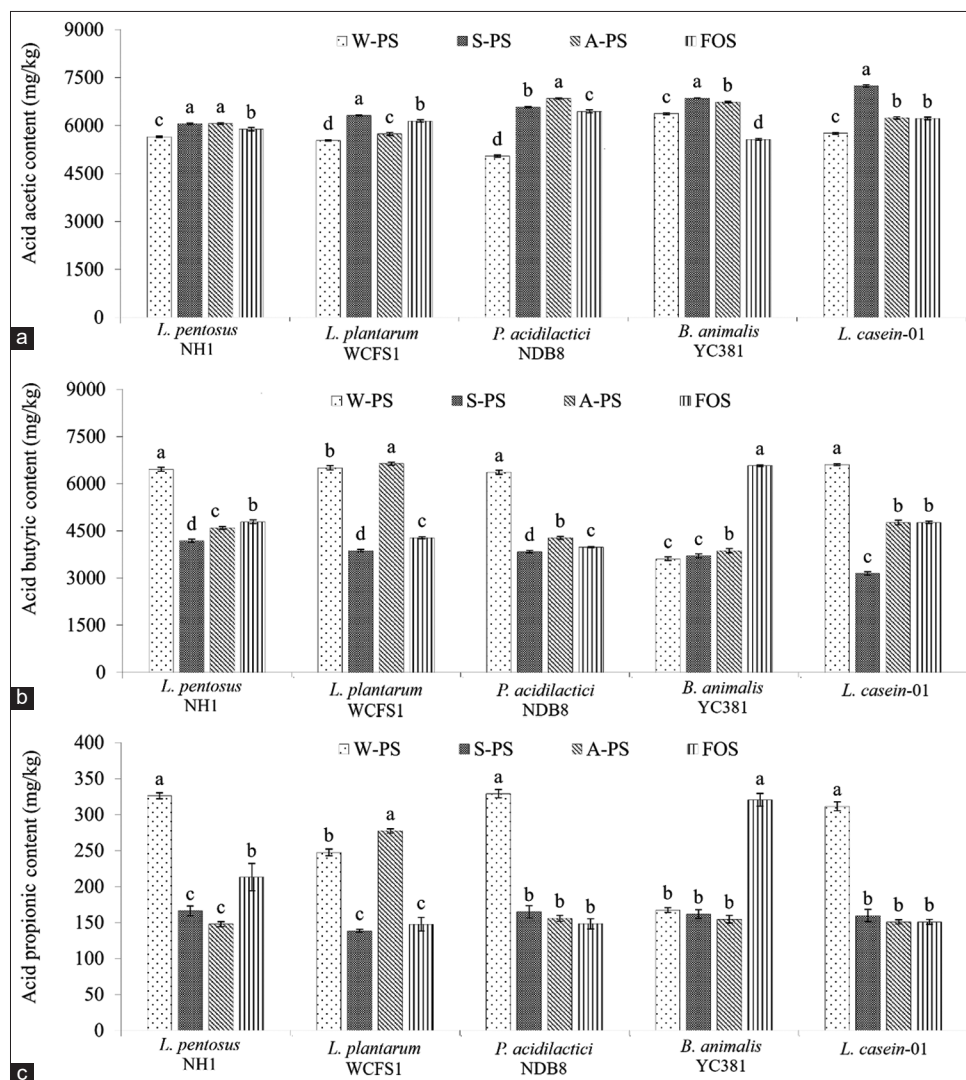 9000
W-PS S-PS A-PS FOS
7500
6000
4500
3000
1500
0
Acid acetic content (mg/kg)
c a a b
d a c b
d b a c
c a b d
c a b b
L. pentosus
NH1
L. plantarum
WCFS1
P. acidilactici
NDB8
B. animalis
YC381
L. casein-01
a
9000
W-PS S-PS A-PS FOS
7500
6000
4500
3000
1500
0
Acid butyric content (mg/kg)
a d c b
b d a c
a d b c
c c b a
a c b b
L. pentosus
NH1
L. plantarum
WCFS1
P. acidilactici
NDB8
B. animalis
YC381
L. casein-01
b
400
W-PS S-PS A-PS FOS
350
300
250
200
150
100
50
0
Acid propionic content (mg/kg)
a c c b
b c a c
a b b b
b b b a
a b b b
L. pentosus
NH1
L. plantarum
WCFS1
P. acidilactici
NDB8
B. animalis
YC381
L. casein-01
c